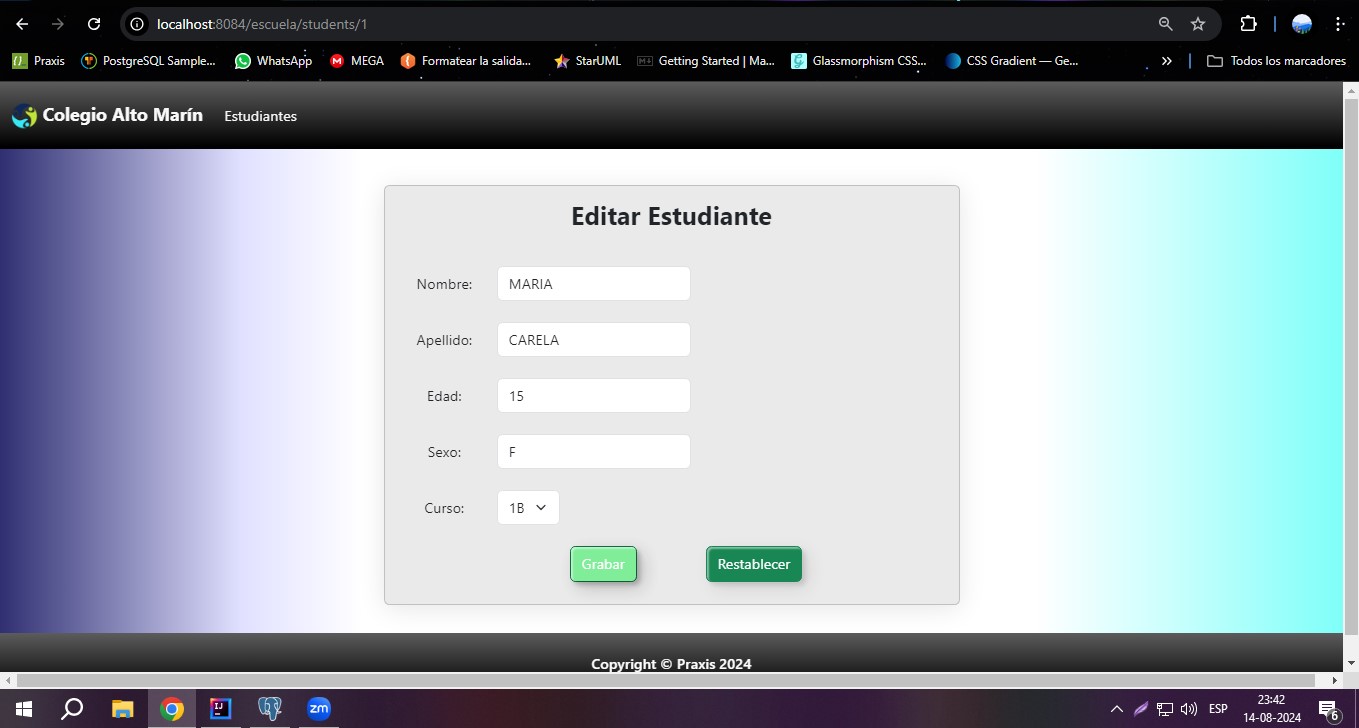 localhost:8084/escuela/students/1
Praxis PostgreSQL Sample... WhatsApp MEGA Formatear la salida... StarUML Getting Started | Ma... Glassmorphism CSS... CSS Gradient — Ge... » Todos los marcadores
Colegio Alto Marín Estudiantes
Editar Estudiante
Nombre: MARIA
Apellido: CARELA
Edad: 15
Sexo: F
Curso: 1B
Grabar Restablecer
Copyright © Praxis 2024
IJ zm ESP 23:42
14-08-2024 6